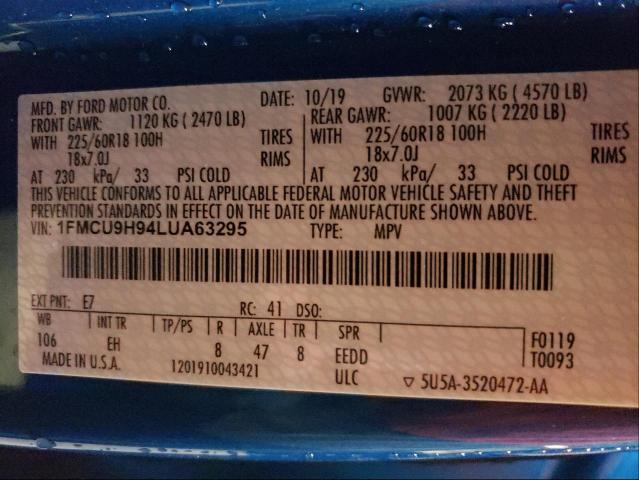 MFD. BY FORD MOTOR CO. DATE: 10/19 GVWR: 2073 KG ( 4570 LB)
FRONT GAWR: 1120 KG ( 2470 LB) REAR GAWR: 1007 KG ( 2220 LB)
WITH 225/60R18 100H TIRES WITH 225/60R18 100H TIRES
18x7.0J RIMS 18x7.0J RIMS
AT 230 kPa/ 33 PSI COLD AT 230 kPa/ 33 PSI COLD
THIS VEHICLE CONFORMS TO ALL APPLICABLE FEDERAL MOTOR VEHICLE SAFETY AND THEFT
PREVENTION STANDARDS IN EFFECT ON THE DATE OF MANUFACTURE SHOWN ABOVE.
VIN: 1FMCU9H94LUA63295 TYPE: MPV
EXT PNT: E7 RC: 41 DSO:
WB INT TR TP/PS R AXLE TR SPR F0119
106 EH 8 47 8 EEDD T0093
MADE IN U.S.A. 1201910043421 ULC ▽ 5U5A-3520472-AA